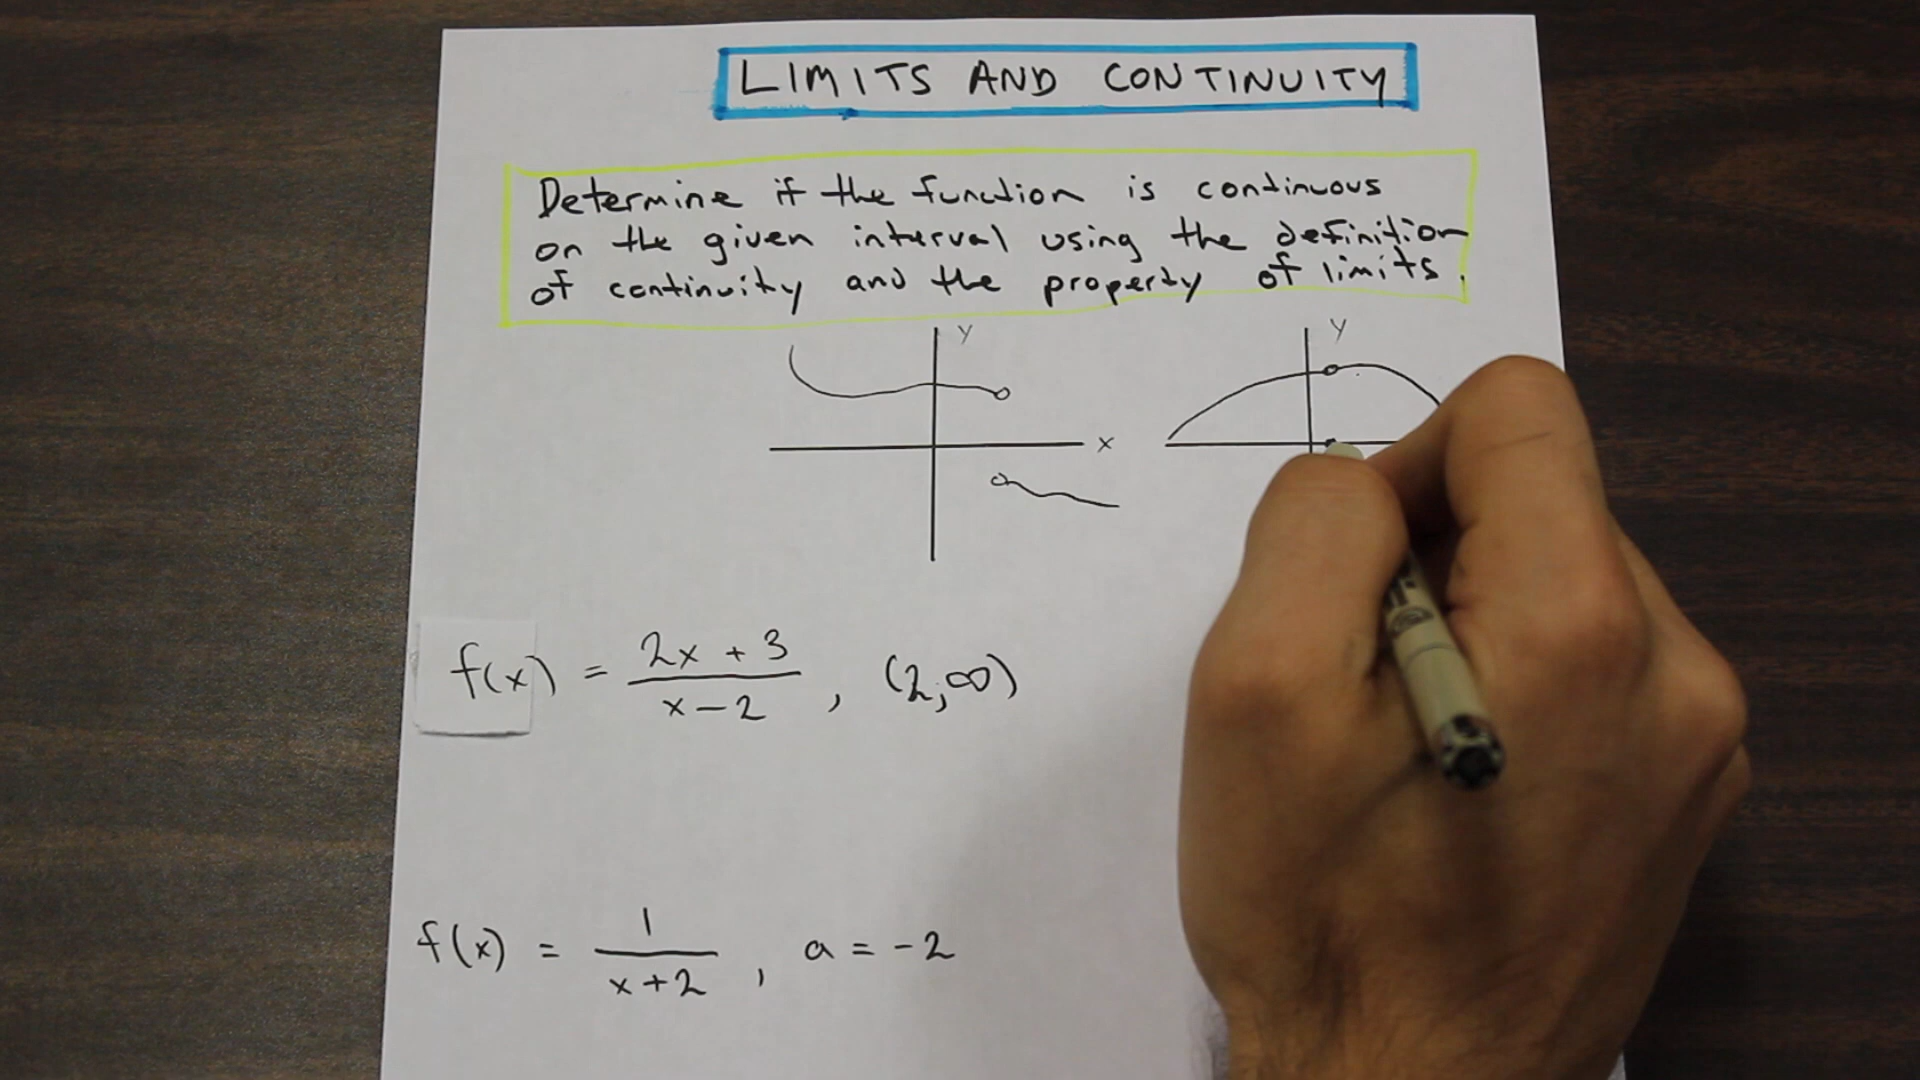 LIMITS AND CONTINUITY
Determine if the function is continuous
on the given interval using the definition
of continuity and the property of limits.
y
y
x
f(x) = 2x + 3 / x - 2 , (2,∞)
f(x) = 1 / x + 2 , a = -2